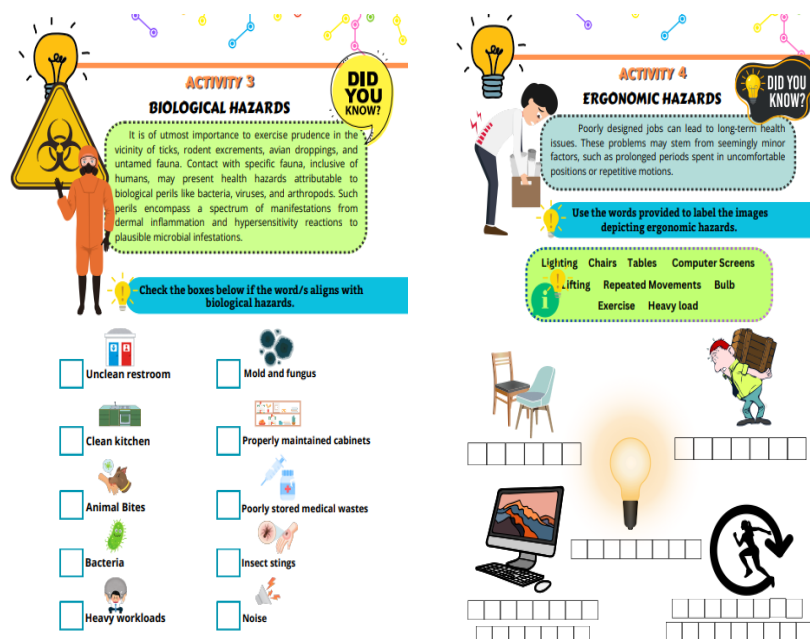 ACTIVITY 3
DID
YOU
KNOW?
BIOLOGICAL HAZARDS
It is of utmost importance to exercise prudence in the
vicinity of ticks, rodent excrements, avian droppings, and
untamed fauna. Contact with specific fauna, inclusive of
humans, may present health hazards attributable to
biological perils like bacteria, viruses, and arthropods. Such
perils encompass a spectrum of manifestations from
dermal inflammation and hypersensitivity reactions to
plausible microbial infestations.
Check the boxes below if the word/s aligns with
biological hazards.
Unclean restroom
Mold and fungus
Clean kitchen
Properly maintained cabinets
Animal Bites
Poorly stored medical wastes
Bacteria
Insect stings
Heavy workloads
Noise
ACTIVITY 4
DID YOU
KNOW?
ERGONOMIC HAZARDS
Poorly designed jobs can lead to long-term health
issues. These problems may stem from seemingly minor
factors, such as prolonged periods spent in uncomfortable
positions or repetitive motions.
Use the words provided to label the images
depicting ergonomic hazards.
Lighting Chairs Tables Computer Screens
Lifting Repeated Movements Bulb
Exercise Heavy load